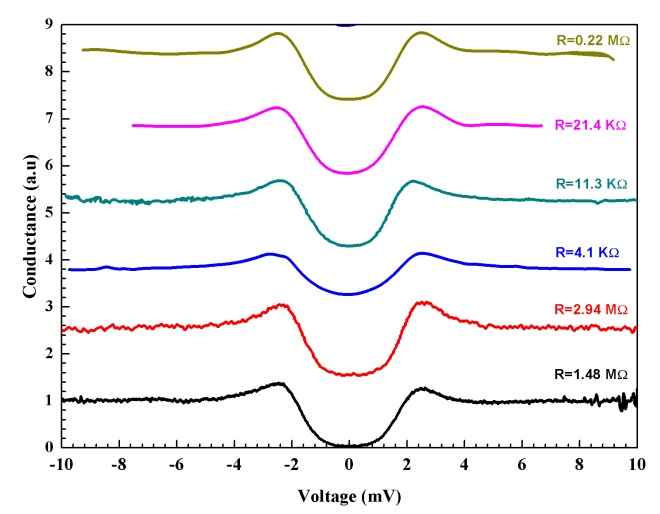 9
8
7
6
5
4
3
2
1
0
Conductance (a.u)
R=0.22 MΩ
R=21.4 KΩ
R=11.3 KΩ
R=4.1 KΩ
R=2.94 MΩ
R=1.48 MΩ
-10 -8 -6 -4 -2 0 2 4 6 8 10
Voltage (mV)